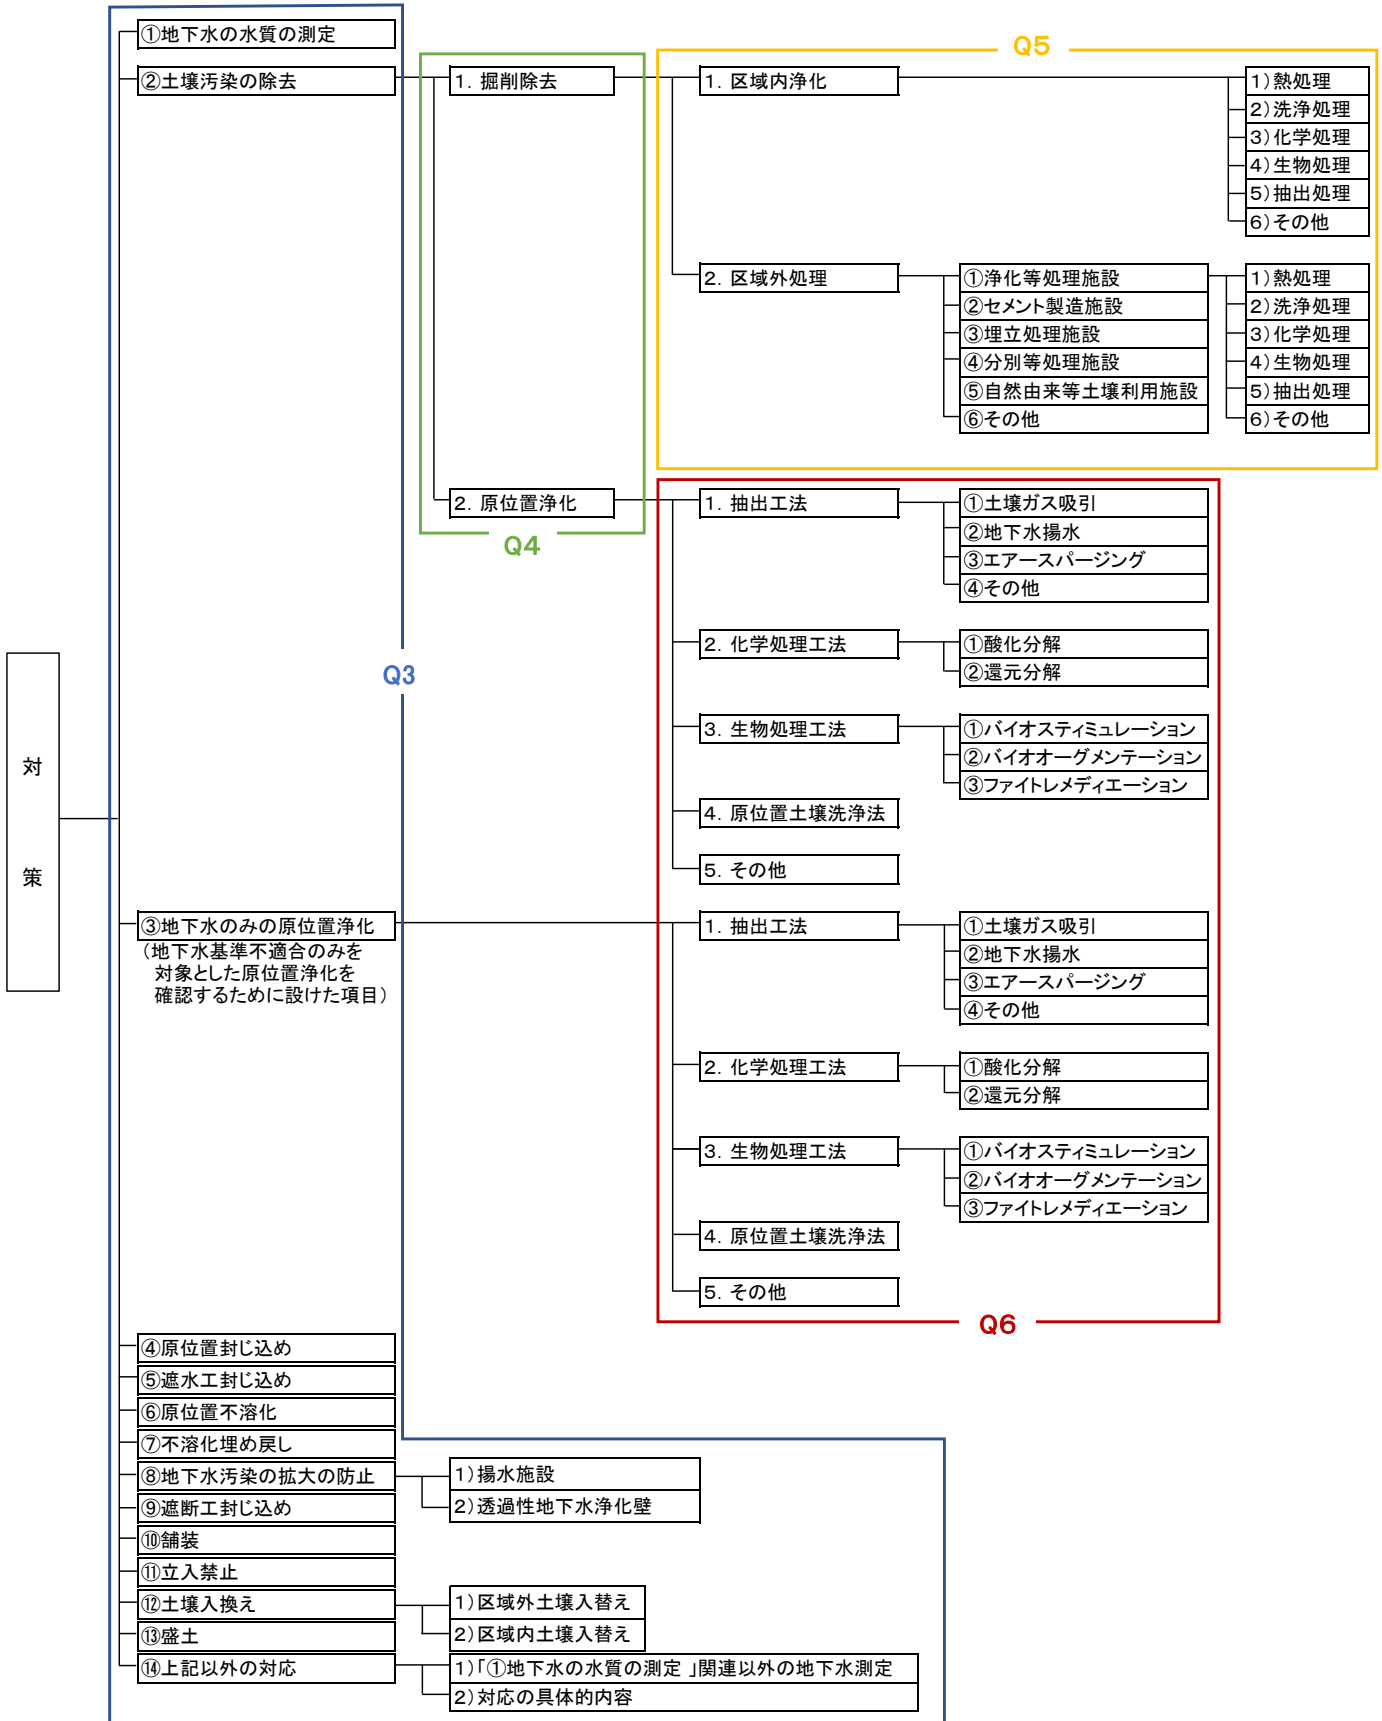 対
策
Q3
①地下水の水質の測定
②土壌汚染の除去
Q4
1．掘削除去
Q5
1．区域内浄化
1）熱処理
2）洗浄処理
3）化学処理
4）生物処理
5）抽出処理
6）その他
2．区域外処理
①浄化等処理施設
②セメント製造施設
③埋立処理施設
④分別等処理施設
⑤自然由来等土壌利用施設
⑥その他
1）熱処理
2）洗浄処理
3）化学処理
4）生物処理
5）抽出処理
6）その他
2．原位置浄化
Q6
1．抽出工法
①土壌ガス吸引
②地下水揚水
③エアースパージング
④その他
2．化学処理工法
①酸化分解
②還元分解
3．生物処理工法
①バイオスティミュレーション
②バイオオーグメンテーション
③ファイトレメディエーション
4．原位置土壌洗浄法
5．その他
③地下水のみの原位置浄化
（地下水基準不適合のみを
対象とした原位置浄化を
確認するために設けた項目）
1．抽出工法
①土壌ガス吸引
②地下水揚水
③エアースパージング
④その他
2．化学処理工法
①酸化分解
②還元分解
3．生物処理工法
①バイオスティミュレーション
②バイオオーグメンテーション
③ファイトレメディエーション
4．原位置土壌洗浄法
5．その他
④原位置封じ込め
⑤遮水工封じ込め
⑥原位置不溶化
⑦不溶化埋め戻し
⑧地下水汚染の拡大の防止
1）揚水施設
2）透過性地下水浄化壁
⑨遮断工封じ込め
⑩舗装
⑪立入禁止
⑫土壌入換え
1）区域外土壌入替え
2）区域内土壌入替え
⑬盛土
⑭上記以外の対応
1）「①地下水の水質の測定 」関連以外の地下水測定
2）対応の具体的内容